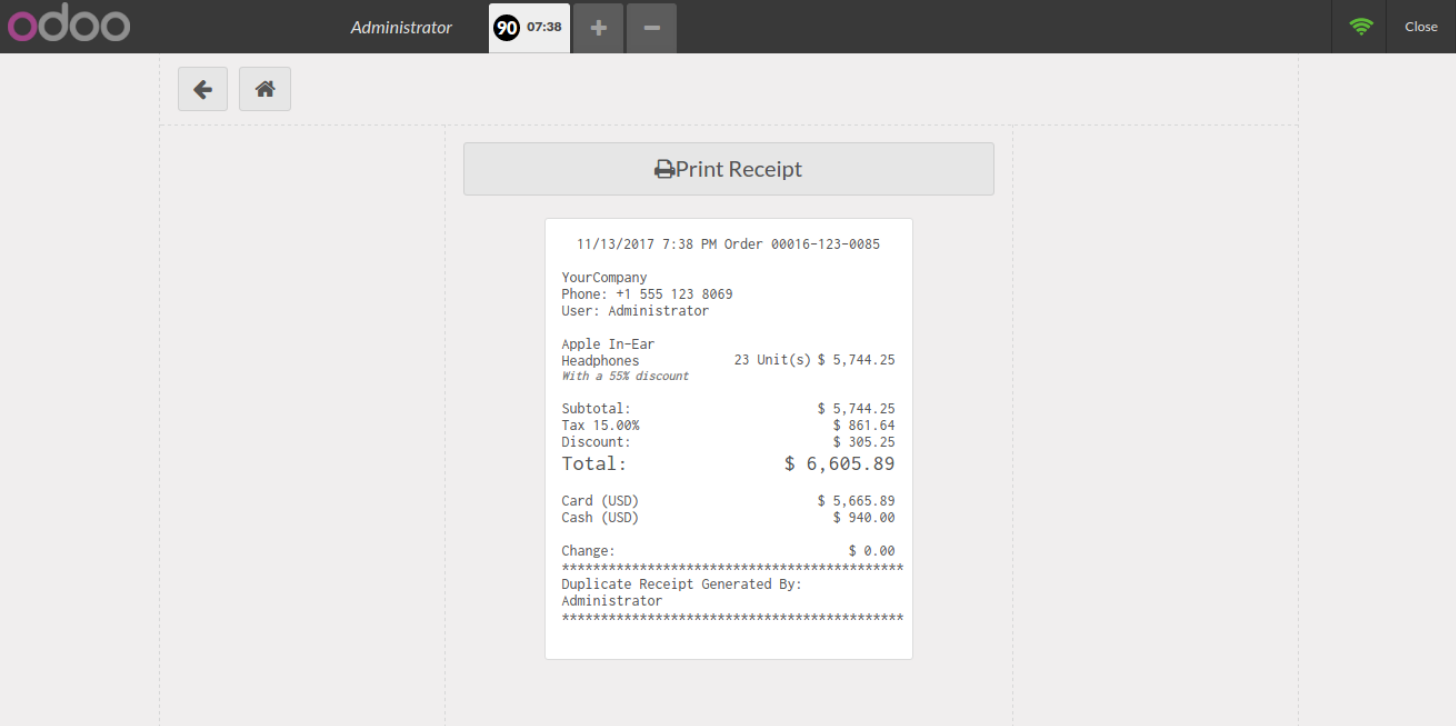 odoo
Administrator
90 07:38
Close
Print Receipt
11/13/2017 7:38 PM Order 00016-123-0085
YourCompany
Phone: +1 555 123 8069
User: Administrator
Apple In-Ear
Headphones 23 Unit(s) $ 5,744.25
With a 55% discount
Subtotal: $ 5,744.25
Tax 15.00% $ 861.64
Discount: $ 305.25
Total: $ 6,605.89
Card (USD) $ 5,665.89
Cash (USD) $ 940.00
Change: $ 0.00
********************************************
Duplicate Receipt Generated By:
Administrator
********************************************